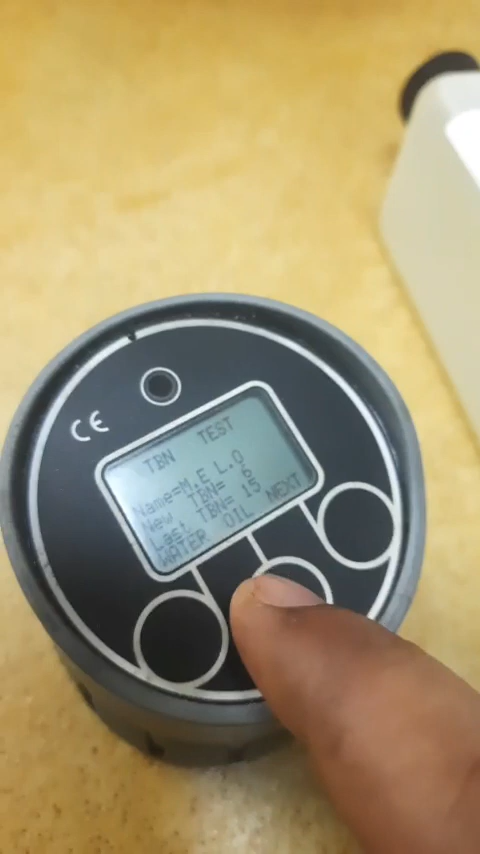 CE
TBN TEST
Name=M.E L.O
New TBN= 6
Last TBN= 15
WATER OIL NEXT